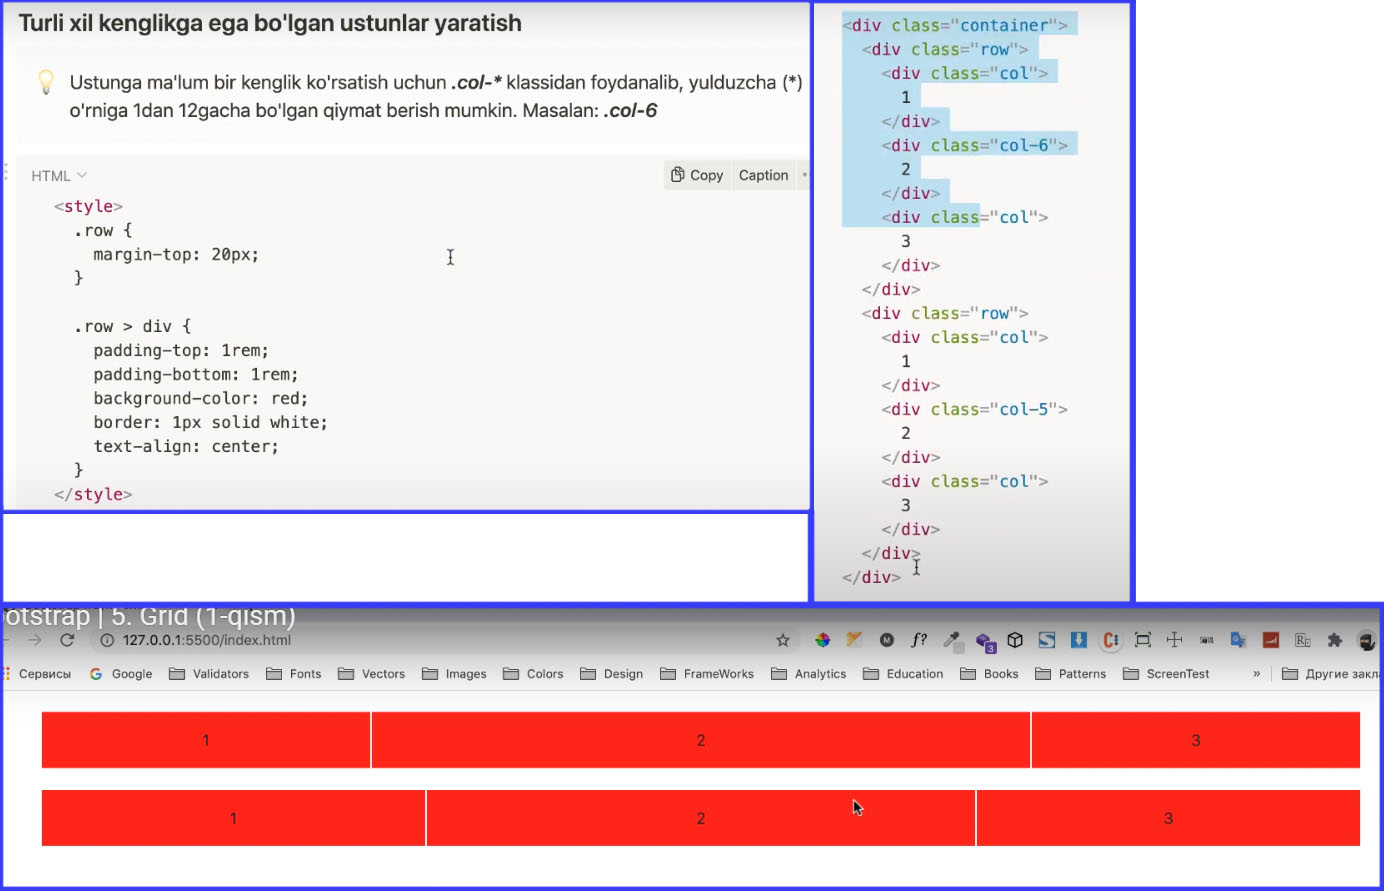 Turli xil kenglikga ega bo'lgan ustunlar yaratish
Ustunga ma'lum bir kenglik ko'rsatish uchun .col-* klassidan foydanalib, yulduzcha (*)
o'rniga 1dan 12gacha bo'lgan qiymat berish mumkin. Masalan: .col-6
HTML
Copy Caption
<style>
.row {
margin-top: 20px;
}
.row > div {
padding-top: 1rem;
padding-bottom: 1rem;
background-color: red;
border: 1px solid white;
text-align: center;
}
</style>
<div class="container">
<div class="row">
<div class="col">
1
</div>
<div class="col-6">
2
</div>
<div class="col">
3
</div>
</div>
<div class="row">
<div class="col">
1
</div>
<div class="col-5">
2
</div>
<div class="col">
3
</div>
</div>
</div>
otstrap | 5. Grid (1-qism)
127.0.0.1:5500/index.html
Сервисы Google Validators Fonts Vectors Images Colors Design FrameWorks Analytics Education Books Patterns ScreenTest » Другие закл
1 2 3
1 2 3